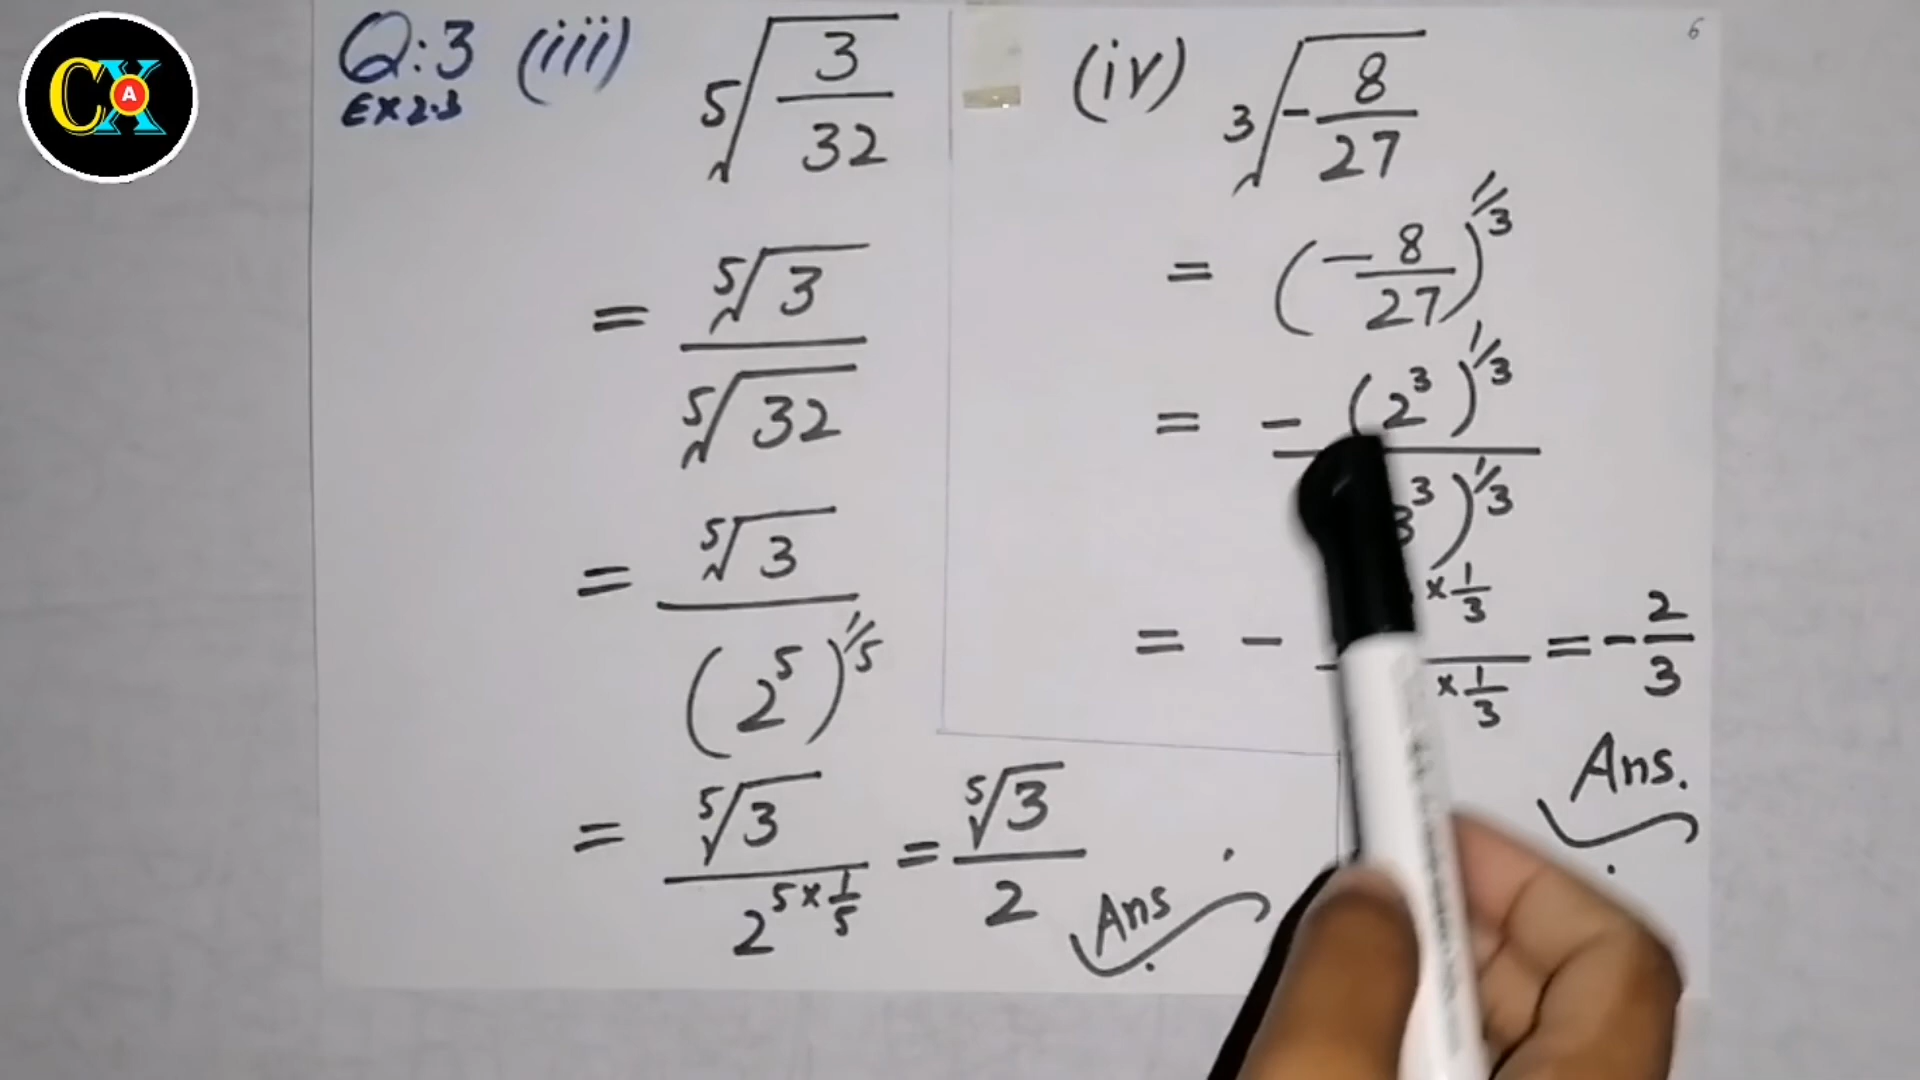 CXA
Q:3 (iii) ⁵√(3/32)
Ex 2.3
= ⁵√3 / ⁵√32
= ⁵√3 / (2⁵)^1/5
= ⁵√3 / 2^(5×1/5) = ⁵√3 / 2
Ans
6
(iv) ³√(-8/27)
= (-8/27)^1/3
= -(2³)^1/3 / 3³)^1/3
= - ×1/3 / ×1/3 = -2/3
Ans.